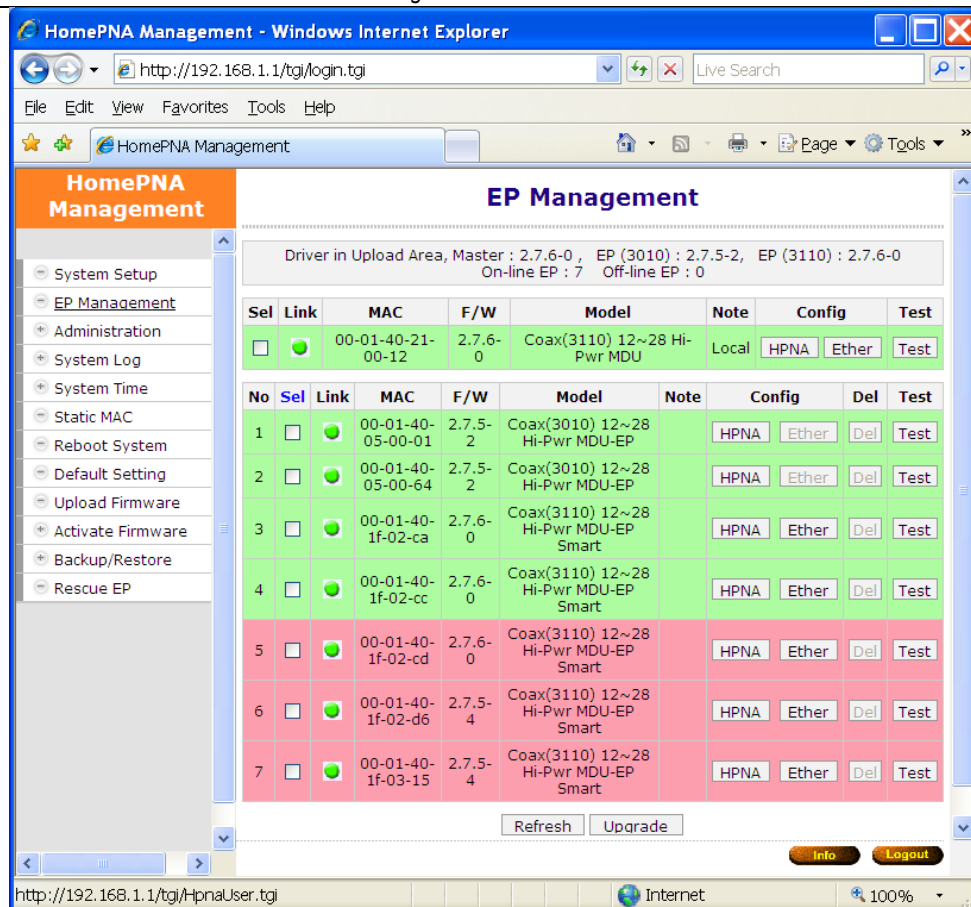 HomePNA Management - Windows Internet Explorer
http://192.168.1.1/tgi/login.tgi
Live Search
File Edit View Favorites Tools Help
HomePNA Management
Page Tools »
HomePNA
Management
System Setup
EP Management
Administration
System Log
System Time
Static MAC
Reboot System
Default Setting
Upload Firmware
Activate Firmware
Backup/Restore
Rescue EP
EP Management
Driver in Upload Area, Master : 2.7.6-0 , EP (3010) : 2.7.5-2, EP (3110) : 2.7.6-0
On-line EP : 7 Off-line EP : 0
Sel Link MAC F/W Model Note Config Test
00-01-40-21- 2.7.6- Coax(3110) 12~28 Hi- Local HPNA Ether Test
00-12 0 Pwr MDU
No Sel Link MAC F/W Model Note Config Del Test
1 00-01-40- 2.7.5- Coax(3010) 12~28 HPNA Ether Del Test
05-00-01 2 Hi-Pwr MDU-EP
2 00-01-40- 2.7.5- Coax(3010) 12~28 HPNA Ether Del Test
05-00-64 2 Hi-Pwr MDU-EP
Coax(3110) 12~28
3 00-01-40- 2.7.6- Hi-Pwr MDU-EP HPNA Ether Del Test
1f-02-ca 0 Smart
Coax(3110) 12~28
4 00-01-40- 2.7.6- Hi-Pwr MDU-EP HPNA Ether Del Test
1f-02-cc 0 Smart
Coax(3110) 12~28
5 00-01-40- 2.7.6- Hi-Pwr MDU-EP HPNA Ether Del Test
1f-02-cd 0 Smart
Coax(3110) 12~28
6 00-01-40- 2.7.5- Hi-Pwr MDU-EP HPNA Ether Del Test
1f-02-d6 4 Smart
Coax(3110) 12~28
7 00-01-40- 2.7.5- Hi-Pwr MDU-EP HPNA Ether Del Test
1f-03-15 4 Smart
Refresh Upgrade
Info Logout
http://192.168.1.1/tgi/HpnaUser.tgi Internet 100%